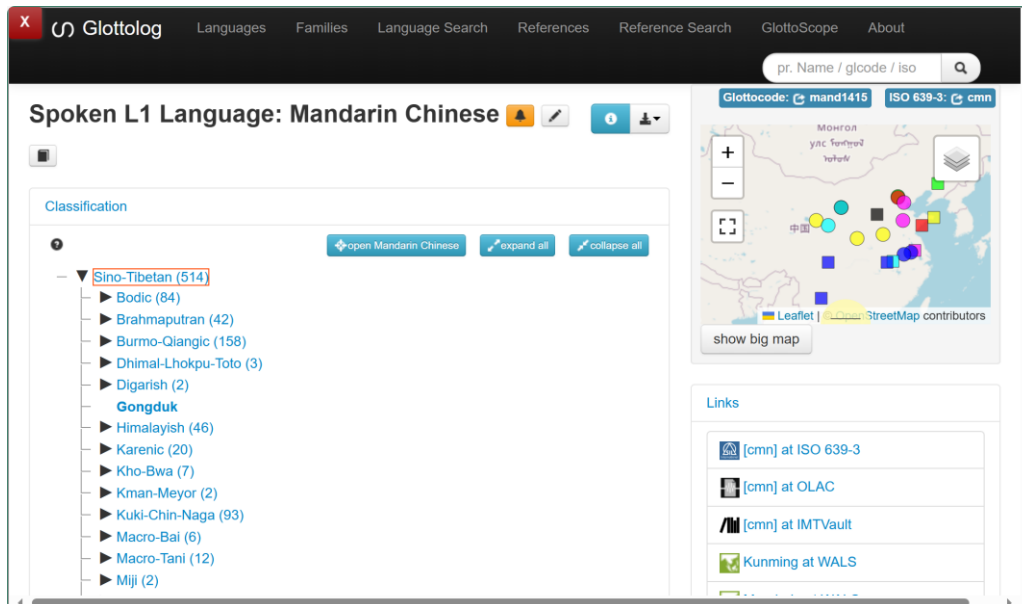 X
Glottolog
Languages Families Language Search References Reference Search GlottoScope About
pr. Name / glcode / iso
Spoken L1 Language: Mandarin Chinese
Glottocode: mand1415 ISO 639-3: cmn
Classification
open Mandarin Chinese expand all collapse all
Sino-Tibetan (514)
Bodic (84)
Brahmaputran (42)
Burmo-Qiangic (158)
Dhimal-Lhokpu-Toto (3)
Digarish (2)
Gongduk
Himalayish (46)
Karenic (20)
Kho-Bwa (7)
Kman-Meyor (2)
Kuki-Chin-Naga (93)
Macro-Bai (6)
Macro-Tani (12)
Miji (2)
Монгол
улс
+
−
中国
Leaflet | © OpenStreetMap contributors
show big map
Links
[cmn] at ISO 639-3
[cmn] at OLAC
[cmn] at IMTVault
Kunming at WALS